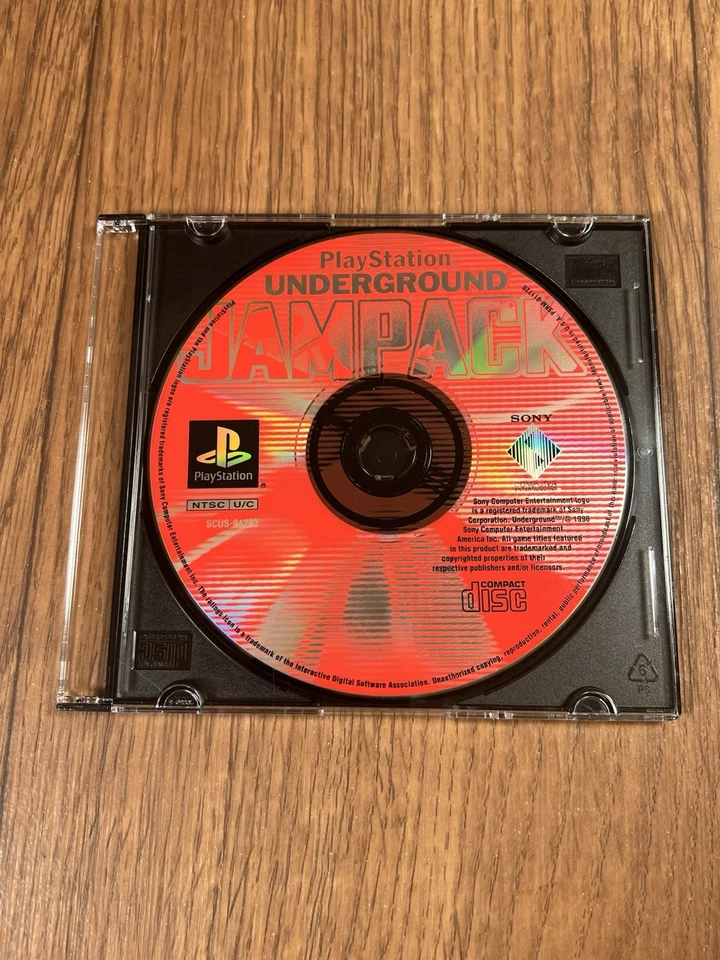 PlayStation
UNDERGROUND
JAMPACK
SONY
PlayStation
®
NTSC U/C
Sony Computer Entertainment logo
is a registered trademark of Sony
Corporation. Underground™/© 1998
Sony Computer Entertainment
America Inc. All game titles featured
in this product are trademarked and
copyrighted properties of their
respective publishers and/or licensors.
COMPACT
disc
PlayStation and the PlayStation logos are registered trademarks of Sony Computer Entertainment Inc. The ratings icon is a trademark of the Interactive Digital Software Association. Unauthorized copying, reproduction, rental, public performance
6
PS